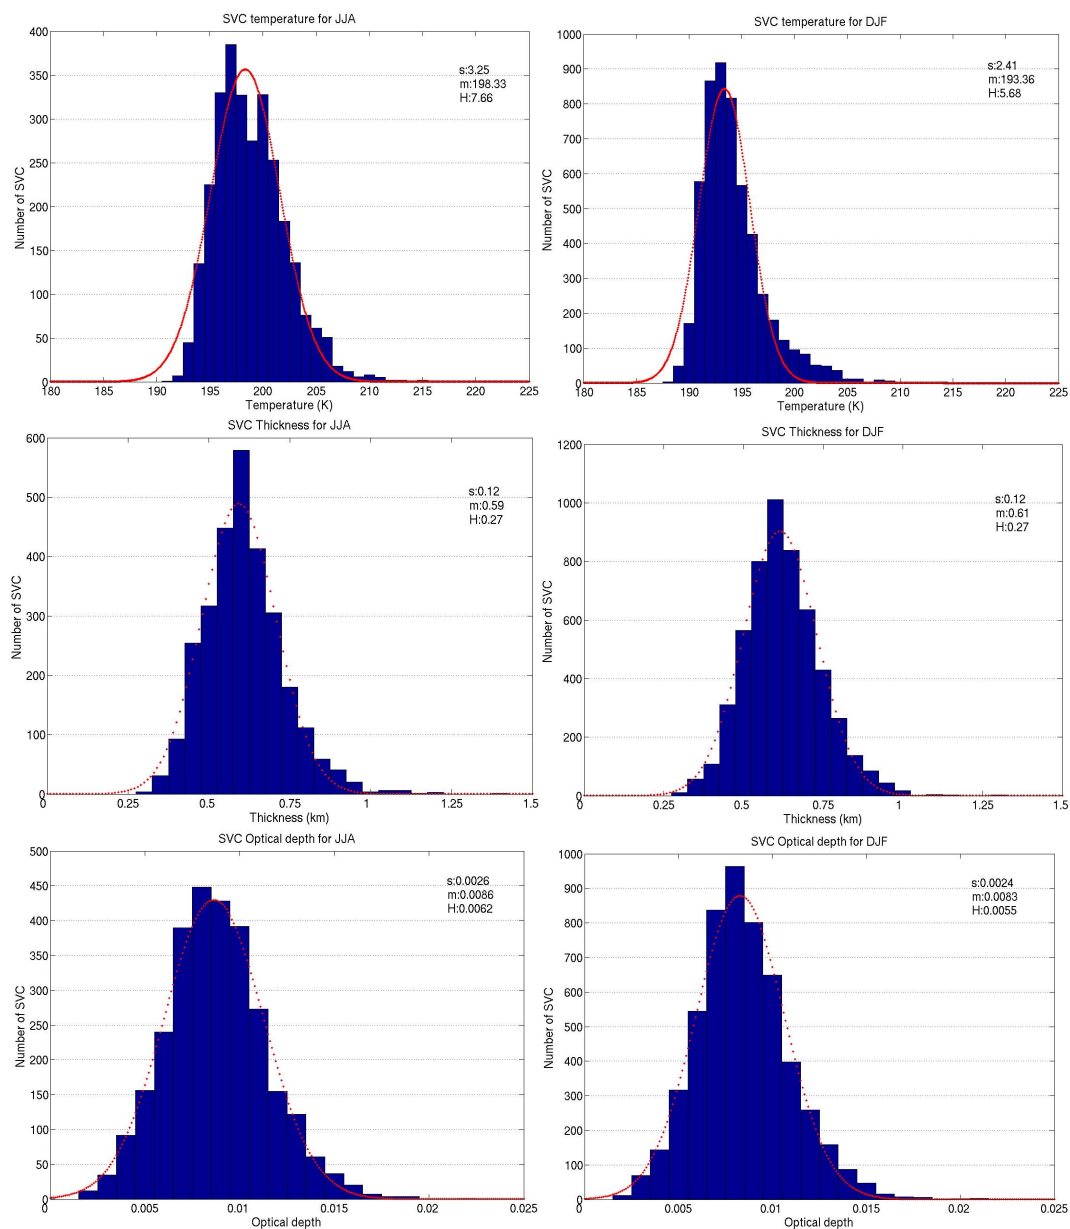 SVC temperature for JJA
400
350
300
250
200
150
100
50
0
Number of SVC
s:3.25
m:198.33
H:7.66
180 185 190 195 200 205 210 215 220 225
Temperature (K)
SVC temperature for DJF
1000
900
800
700
600
500
400
300
200
100
0
Number of SVC
s:2.41
m:193.36
H:5.68
180 185 190 195 200 205 210 215 220 225
Temperature (K)
SVC Thickness for JJA
600
500
400
300
200
100
0
Number of SVC
s:0.12
m:0.59
H:0.27
0 0.25 0.5 0.75 1 1.25 1.5
Thickness (km)
SVC Thickness for DJF
1200
1000
800
600
400
200
0
Number of SVC
s:0.12
m:0.61
H:0.27
0 0.25 0.5 0.75 1 1.25 1.5
Thickness (km)
SVC Optical depth for JJA
500
450
400
350
300
250
200
150
100
50
0
Number of SVC
s:0.0026
m:0.0086
H:0.0062
0 0.005 0.01 0.015 0.02 0.025
Optical depth
SVC Optical depth for DJF
1000
900
800
700
600
500
400
300
200
100
0
Number of SVC
s:0.0024
m:0.0083
H:0.0055
0 0.005 0.01 0.015 0.02 0.025
Optical depth